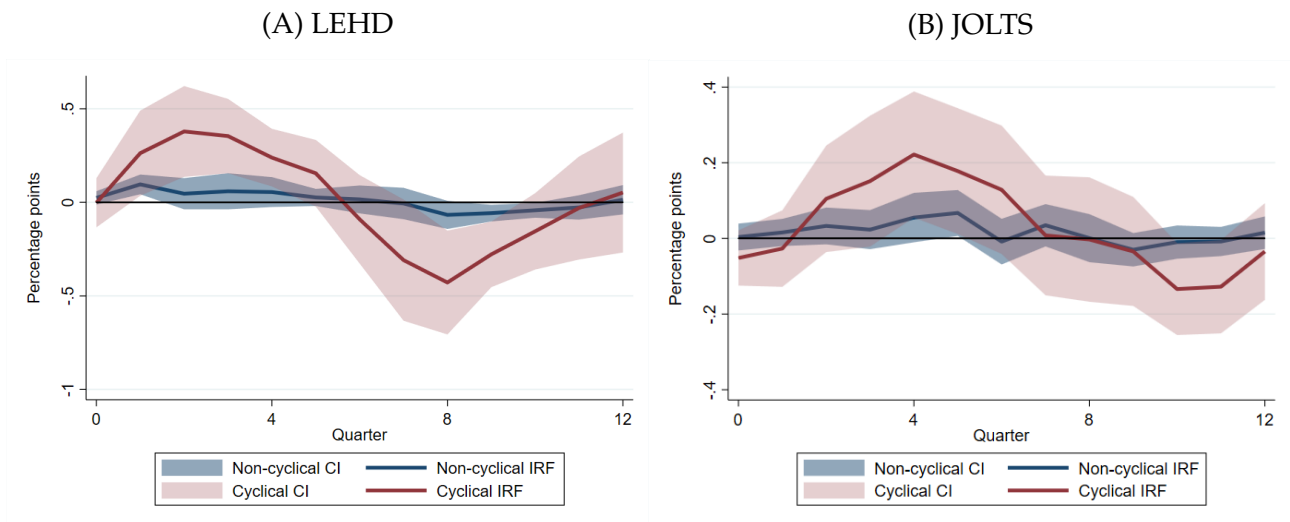 (A) LEHD
Percentage points
.5
0
-.5
-1
0 4 8 12
Quarter
Non-cyclical CI Non-cyclical IRF
Cyclical CI Cyclical IRF
(B) JOLTS
Percentage points
.4
.2
0
-.2
-.4
0 4 8 12
Quarter
Non-cyclical CI Non-cyclical IRF
Cyclical CI Cyclical IRF